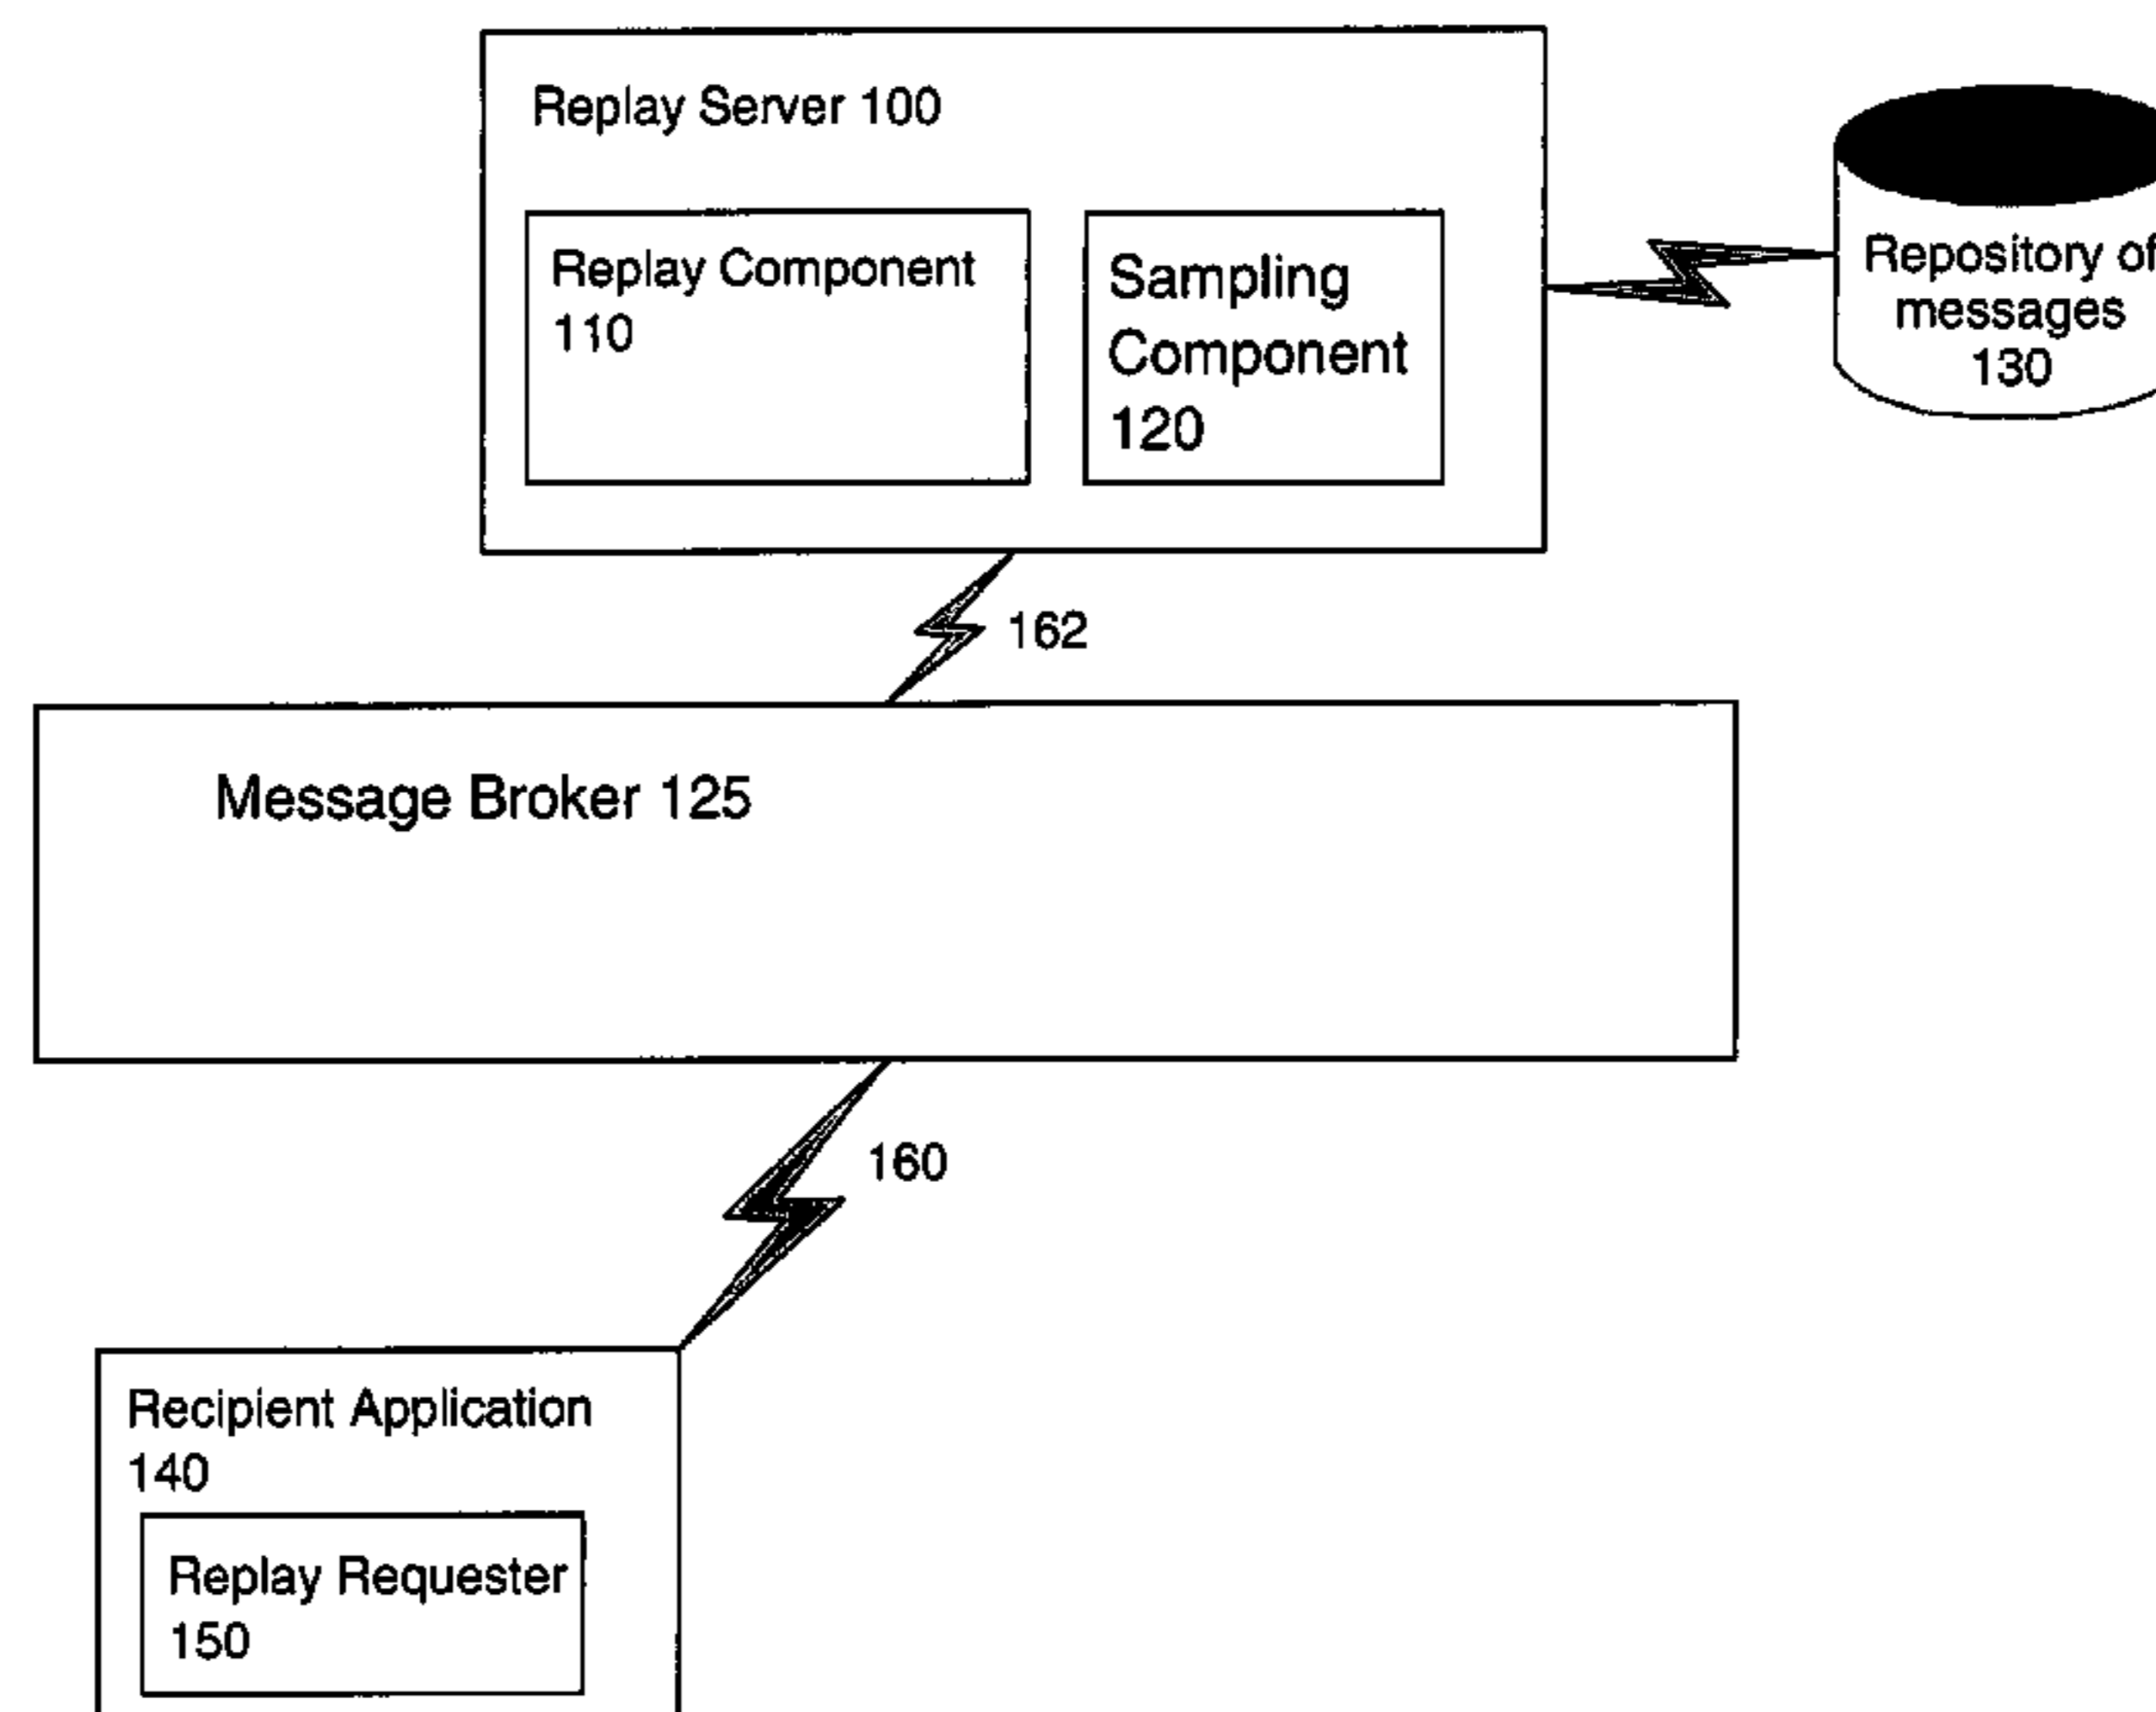 Replay Server 100
Replay Component
110
Sampling
Component
120
Repository of
messages
130
162
Message Broker 125
160
Recipient Application
140
Replay Requester
150